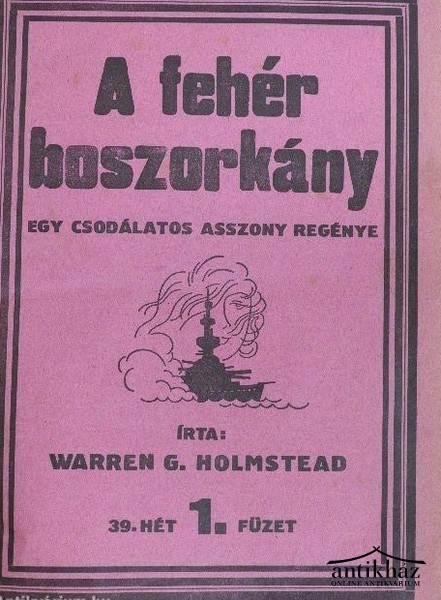 A fehér
boszorkány
EGY CSODÁLATOS ASSZONY REGÉNYE
ÍRTA:
WARREN G. HOLMSTEAD
39. HÉT 1. FÜZET
antikház
ONLINE ANTIKVÁRIUM